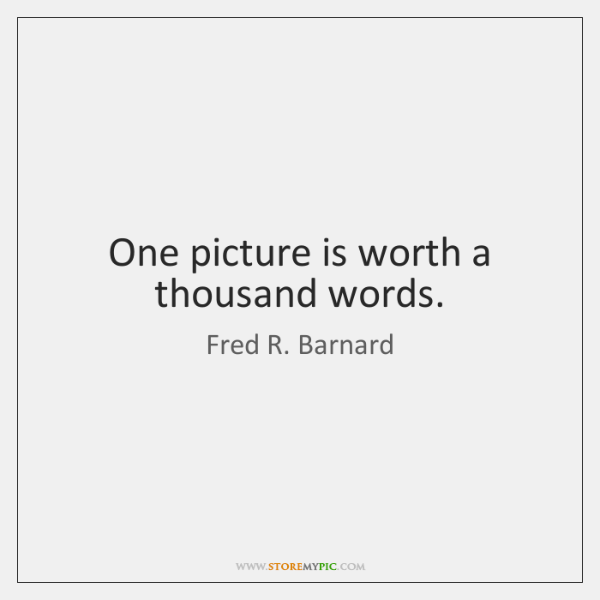 One picture is worth a
thousand words.
Fred R. Barnard
WWW.STOREMYPIC.COM